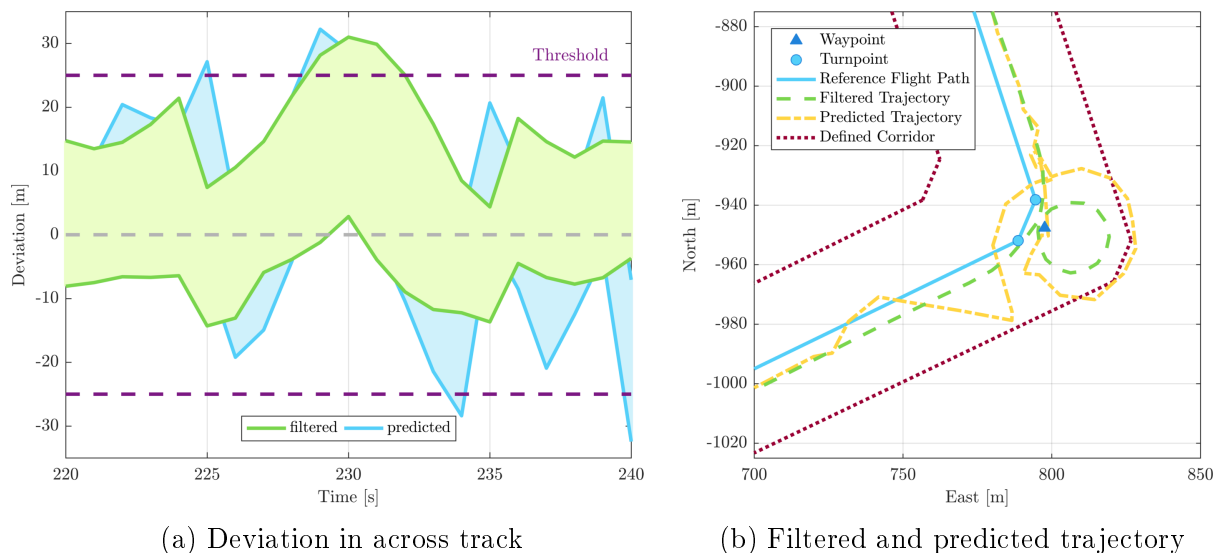 30
20
10
0
-10
-20
-30
Deviation [m]
Threshold
filtered
predicted
220
225
230
235
240
Time [s]
(a) Deviation in across track
-880
-900
-920
-940
-960
-980
-1000
-1020
North [m]
Waypoint
Turnpoint
Reference Flight Path
Filtered Trajectory
Predicted Trajectory
Defined Corridor
700
750
800
850
East [m]
(b) Filtered and predicted trajectory